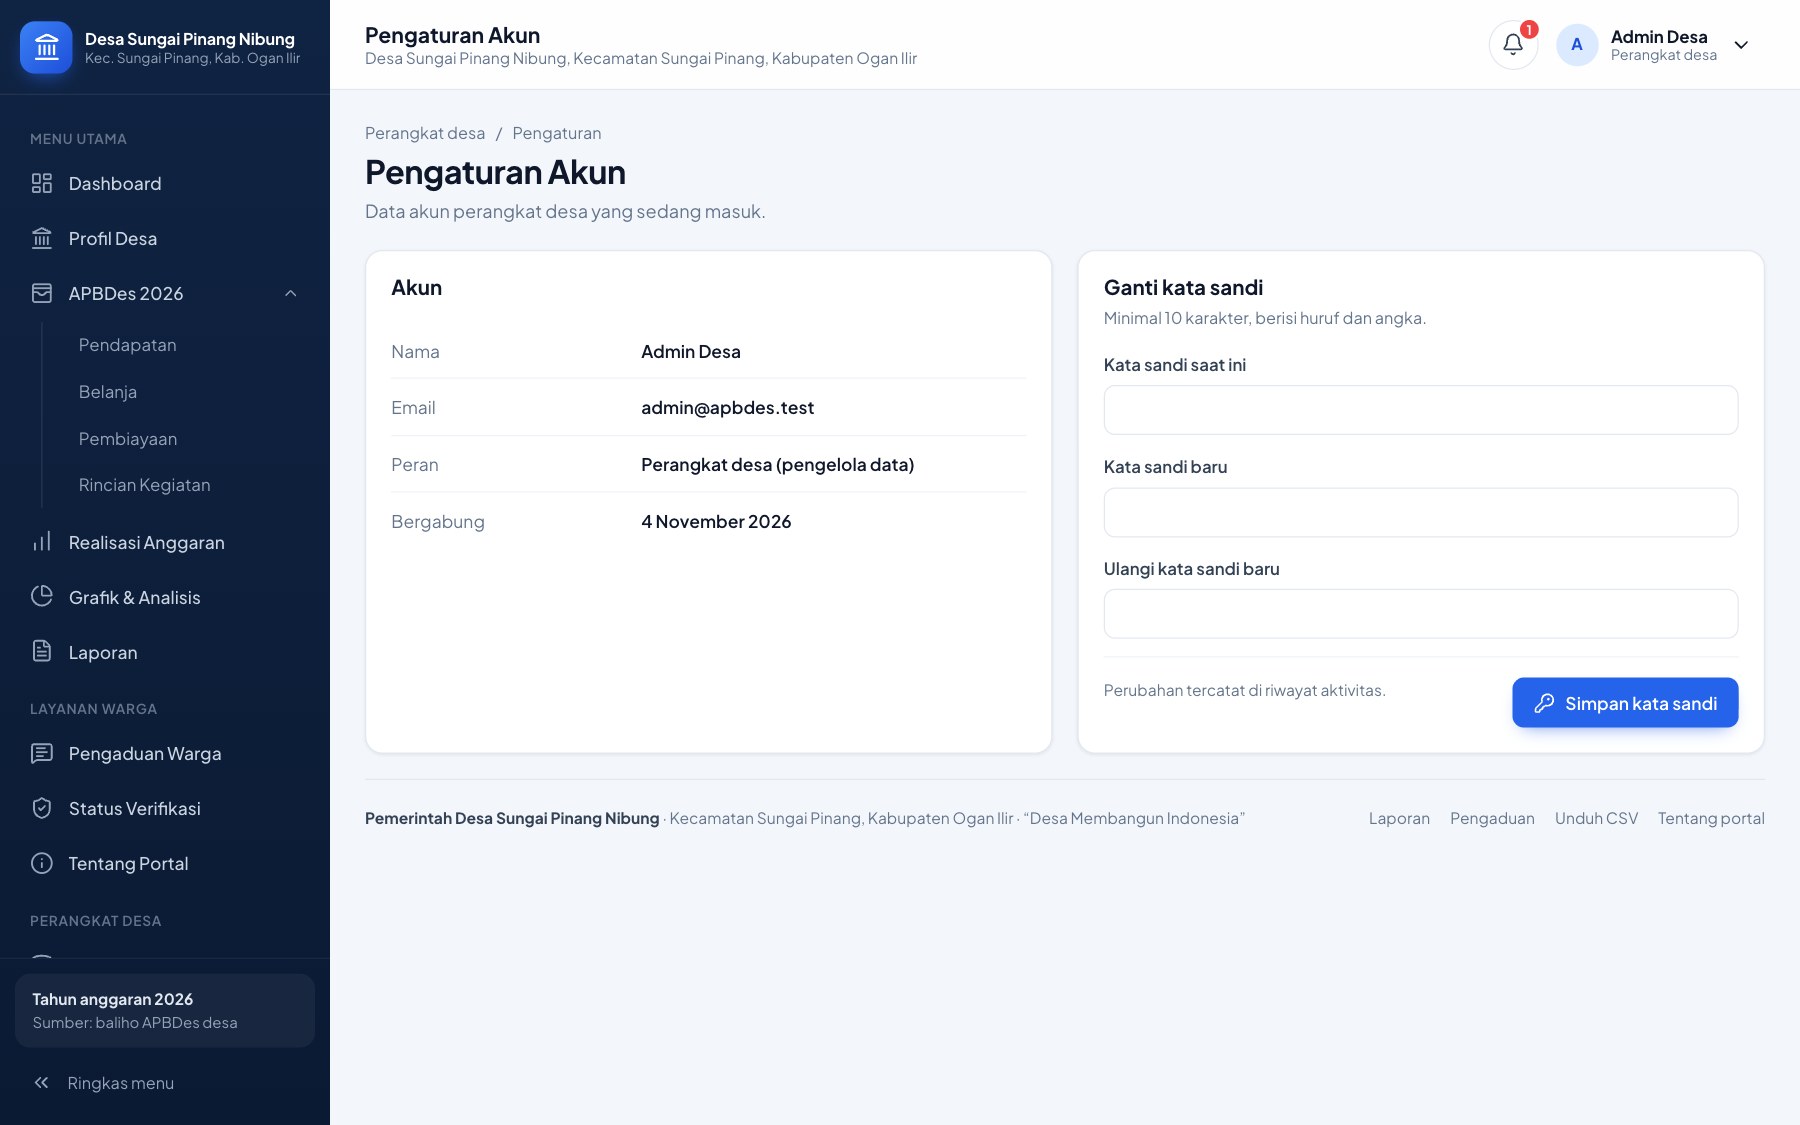 Desa Sungai Pinang Nibung
Kec. Sungai Pinang, Kab. Ogan Ilir
MENU UTAMA
Dashboard
Profil Desa
APBDes 2026
Pendapatan
Belanja
Pembiayaan
Rincian Kegiatan
Realisasi Anggaran
Grafik & Analisis
Laporan
LAYANAN WARGA
Pengaduan Warga
Status Verifikasi
Tentang Portal
PERANGKAT DESA
Tahun anggaran 2026
Sumber: baliho APBDes desa
Ringkas menu
Pengaturan Akun
Desa Sungai Pinang Nibung, Kecamatan Sungai Pinang, Kabupaten Ogan Ilir
1
A
Admin Desa
Perangkat desa
Perangkat desa / Pengaturan
Pengaturan Akun
Data akun perangkat desa yang sedang masuk.
Akun
Nama Admin Desa
Email admin@apbdes.test
Peran Perangkat desa (pengelola data)
Bergabung 4 November 2026
Ganti kata sandi
Minimal 10 karakter, berisi huruf dan angka.
Kata sandi saat ini
Kata sandi baru
Ulangi kata sandi baru
Perubahan tercatat di riwayat aktivitas.
Simpan kata sandi
Pemerintah Desa Sungai Pinang Nibung · Kecamatan Sungai Pinang, Kabupaten Ogan Ilir · “Desa Membangun Indonesia”
Laporan Pengaduan Unduh CSV Tentang portal